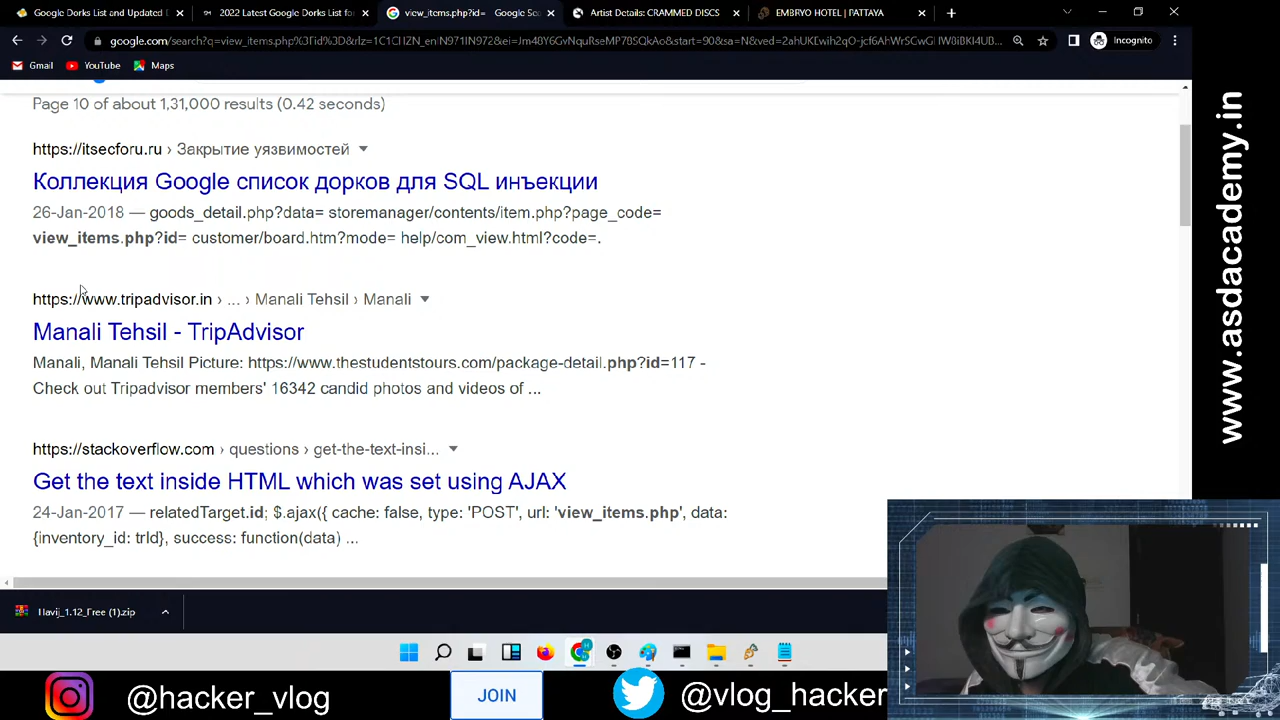 Google Dorks List and Updated D
2022 Latest Google Dorks List for
view_items.php?id= - Google Sea
Artist Details: CRAMMED DISCS
EMBRYO HOTEL | PATTAYA
Incognito
Gmail
YouTube
Maps
Page 10 of about 1,31,000 results (0.42 seconds)
https://itsecforu.ru › Закрытие уязвимостей
Коллекция Google список дорков для SQL инъекции
26-Jan-2018 — goods_detail.php?data= storemanager/contents/item.php?page_code=
view_items.php?id= customer/board.htm?mode= help/com_view.html?code=.
https://www.tripadvisor.in › ... › Manali Tehsil › Manali
Manali Tehsil - TripAdvisor
Manali, Manali Tehsil Picture: https://www.thestudentstours.com/package-detail.php?id=117 -
Check out Tripadvisor members' 16342 candid photos and videos of ...
https://stackoverflow.com › questions › get-the-text-insi...
Get the text inside HTML which was set using AJAX
24-Jan-2017 — relatedTarget.id; $.ajax({ cache: false, type: 'POST', url: 'view_items.php', data:
{inventory_id: trId}, success: function(data) ...
Havij_1.12_Free (1).zip
@hacker_vlog
JOIN
@vlog_hacker
www.asdacademy.in